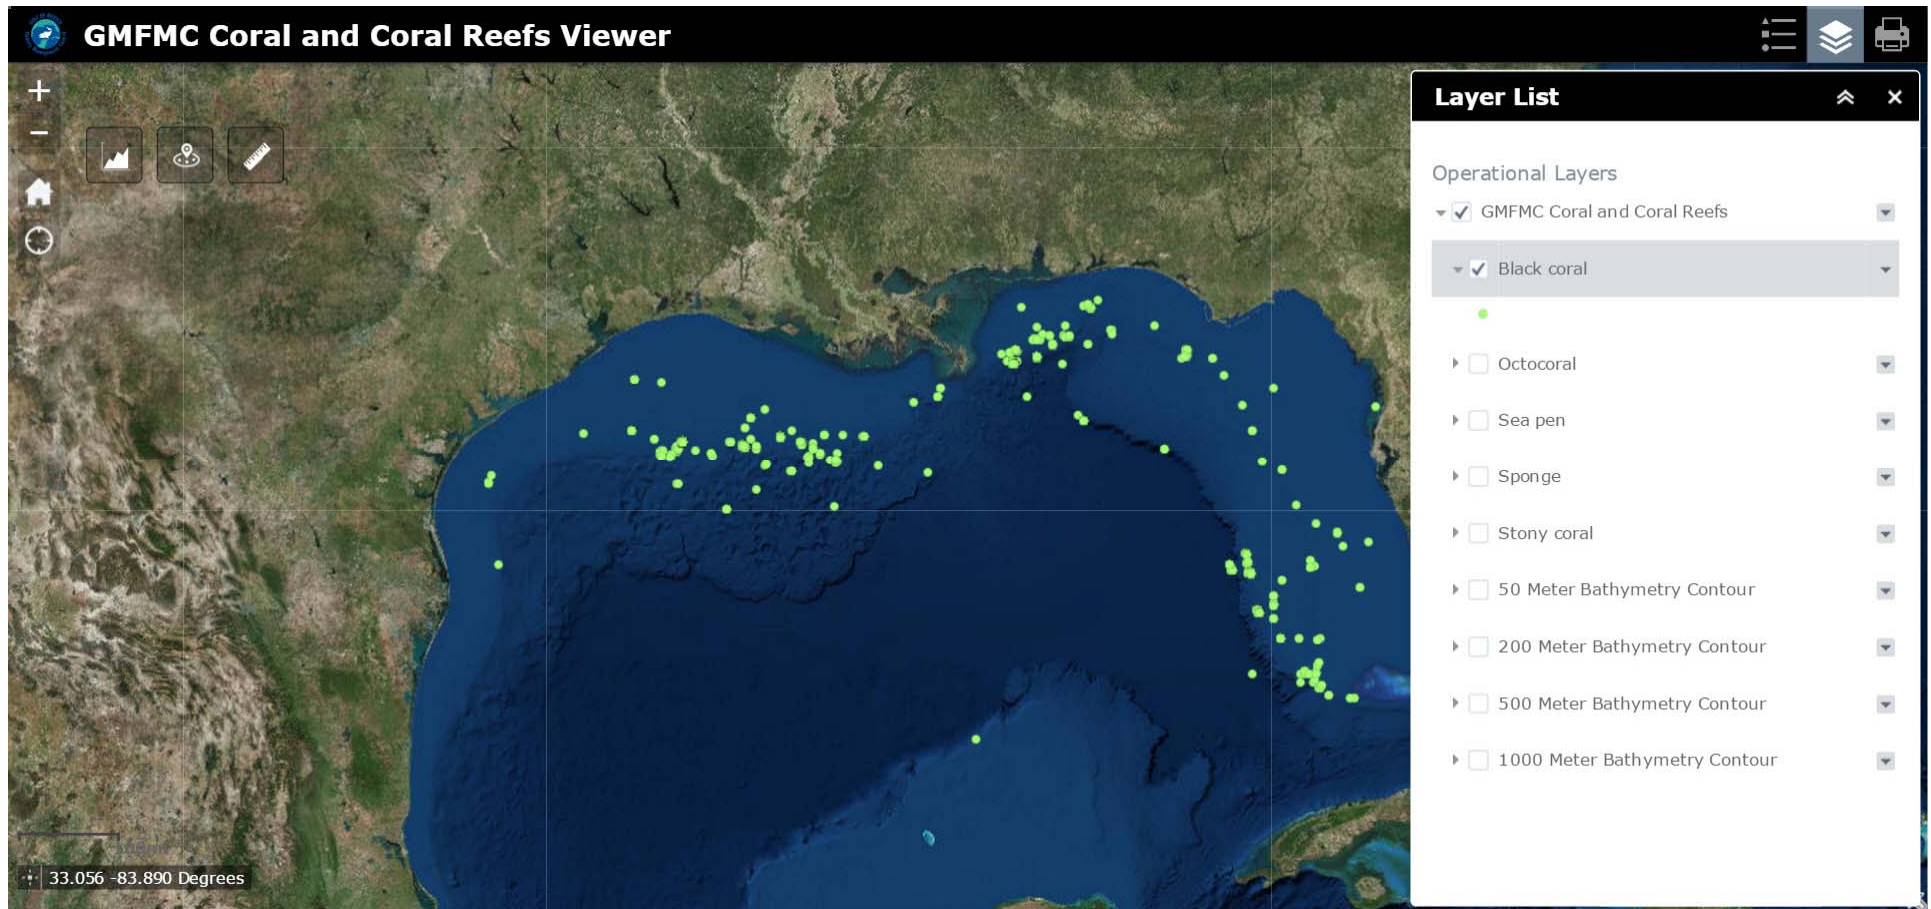 GMFMC Coral and Coral Reefs Viewer
Layer List
Operational Layers
GMFMC Coral and Coral Reefs
Black coral
Octocoral
Sea pen
Sponge
Stony coral
50 Meter Bathymetry Contour
200 Meter Bathymetry Contour
500 Meter Bathymetry Contour
1000 Meter Bathymetry Contour
33.056 -83.890 Degrees